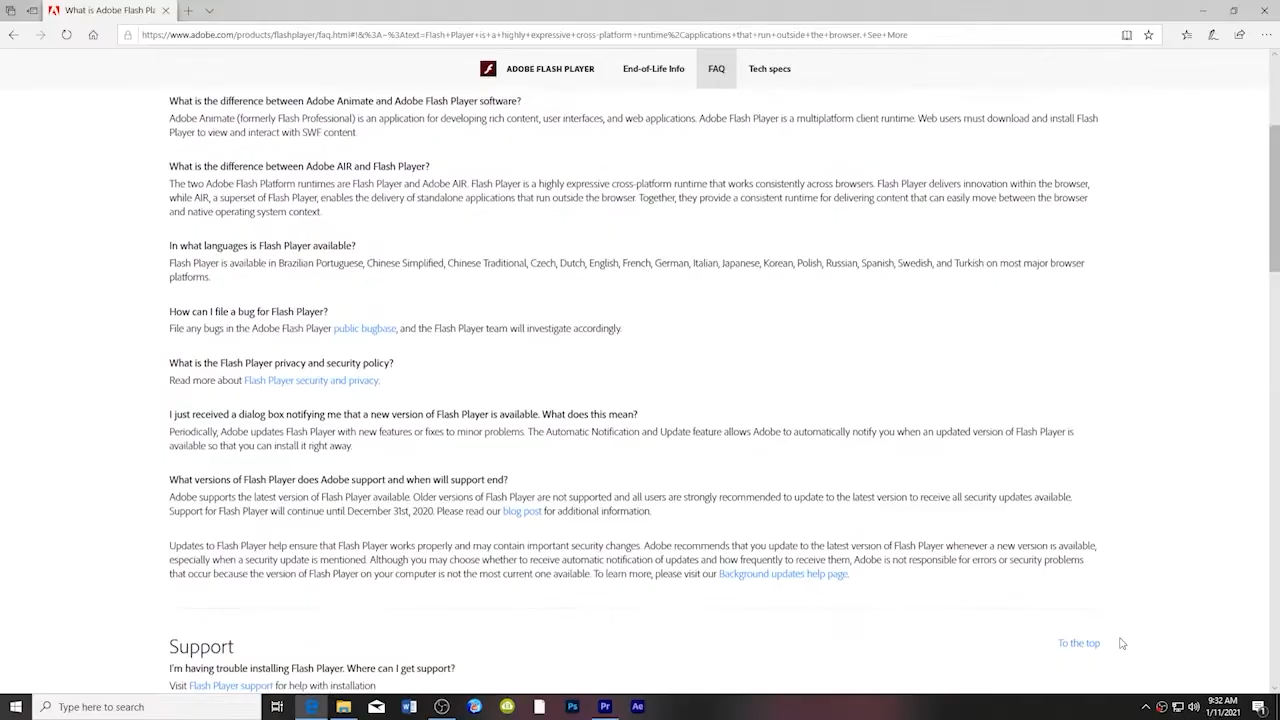 What is Adobe Flash Pl
https://www.adobe.com/products/flashplayer/faq.html#1&%3A~%3Atext=Flash+Player+is+a+highly+expressive+cross-platform+runtime%2Capplications+that+run+outside+the+browser.+See+More
ADOBE FLASH PLAYER End-of-Life Info FAQ Tech specs
What is the difference between Adobe Animate and Adobe Flash Player software?
Adobe Animate (formerly Flash Professional) is an application for developing rich content, user interfaces, and web applications. Adobe Flash Player is a multiplatform client runtime. Web users must download and install Flash
Player to view and interact with SWF content.
What is the difference between Adobe AIR and Flash Player?
The two Adobe Flash Platform runtimes are Flash Player and Adobe AIR. Flash Player is a highly expressive cross-platform runtime that works consistently across browsers. Flash Player delivers innovation within the browser,
while AIR, a superset of Flash Player, enables the delivery of standalone applications that run outside the browser. Together, they provide a consistent runtime for delivering content that can easily move between the browser
and native operating system context.
In what languages is Flash Player available?
Flash Player is available in Brazilian Portuguese, Chinese Simplified, Chinese Traditional, Czech, Dutch, English, French, German, Italian, Japanese, Korean, Polish, Russian, Spanish, Swedish, and Turkish on most major browser
platforms.
How can I file a bug for Flash Player?
File any bugs in the Adobe Flash Player public bugbase, and the Flash Player team will investigate accordingly.
What is the Flash Player privacy and security policy?
Read more about Flash Player security and privacy.
I just received a dialog box notifying me that a new version of Flash Player is available. What does this mean?
Periodically, Adobe updates Flash Player with new features or fixes to minor problems. The Automatic Notification and Update feature allows Adobe to automatically notify you when an updated version of Flash Player is
available so that you can install it right away.
What versions of Flash Player does Adobe support and when will support end?
Adobe supports the latest version of Flash Player available. Older versions of Flash Player are not supported and all users are strongly recommended to update to the latest version to receive all security updates available.
Support for Flash Player will continue until December 31st, 2020. Please read our blog post for additional information.
Updates to Flash Player help ensure that Flash Player works properly and may contain important security changes. Adobe recommends that you update to the latest version of Flash Player whenever a new version is available,
especially when a security update is mentioned. Although you may choose whether to receive automatic notification of updates and how frequently to receive them, Adobe is not responsible for errors or security problems
that occur because the version of Flash Player on your computer is not the most current one available. To learn more, please visit our Background updates help page.
Support To the top
I'm having trouble installing Flash Player. Where can I get support?
Visit Flash Player support for help with installation
Type here to search Ps Pr Ae 9:32 AM
1/11/2021